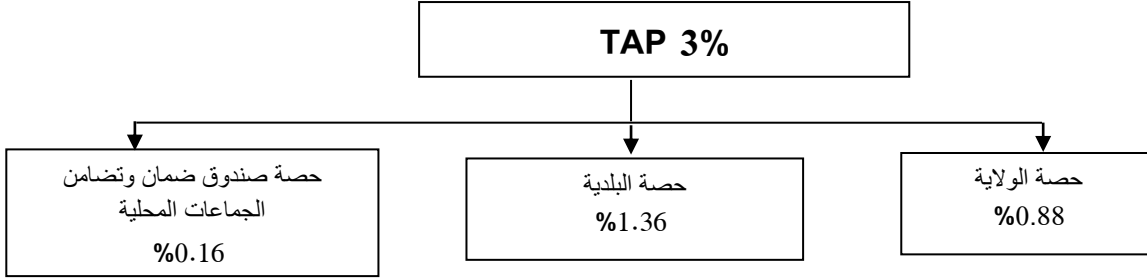 TAP 3%
حصة الولاية
%0.88
حصة البلدية
%1.36
حصة صندوق ضمان وتضامن
الجماعات المحلية
%0.16